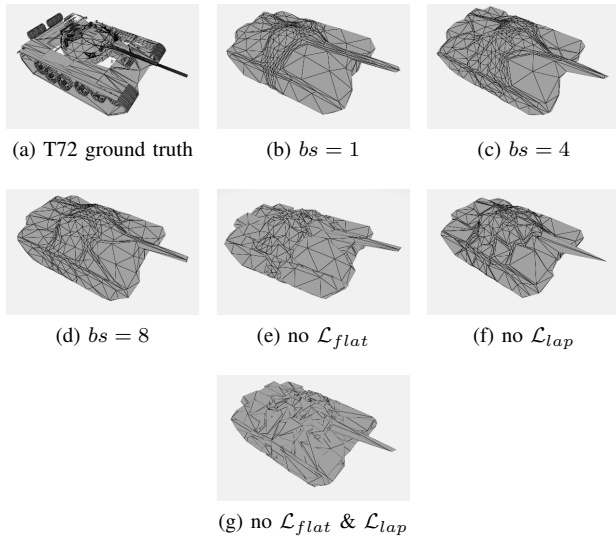 (a) T72 ground truth
(b) bs = 1
(c) bs = 4
(d) bs = 8
(e) no ℒ_flat
(f) no ℒ_lap
(g) no ℒ_flat & ℒ_lap